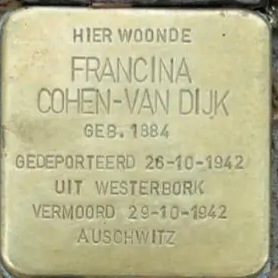 HIER WOONDE
FRANCINA
COHEN-VAN DIJK
GEB. 1884
GEDEPORTEERD 26-10-1942
UIT WESTERBORK
VERMOORD 29-10-1942
AUSCHWITZ